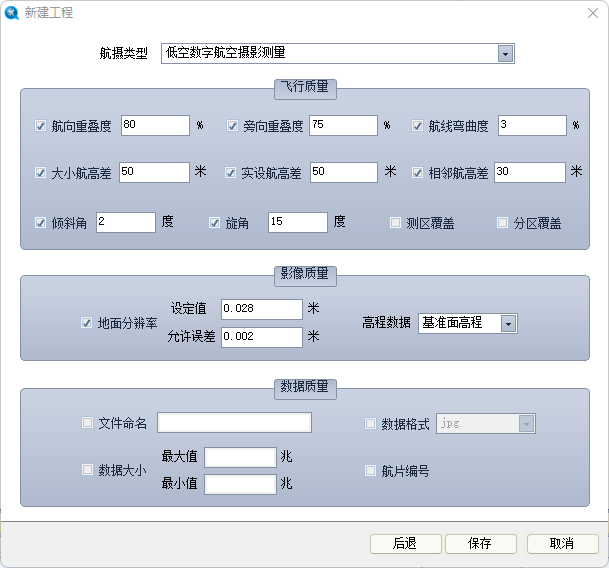 新建工程
航摄类型 低空数字航空摄影测量
飞行质量
航向重叠度 80 % 旁向重叠度 75 % 航线弯曲度 3 %
大小航高差 50 米 实设航高差 50 米 相邻航高差 30 米
倾斜角 2 度 旋角 15 度 测区覆盖 分区覆盖
影像质量
设定值 0.028 米
地面分辨率 高程数据 基准面高程
允许误差 0.002 米
数据质量
文件命名 数据格式 jpg
最大值 兆
数据大小 航片编号
最小值 兆
后退 保存 取消